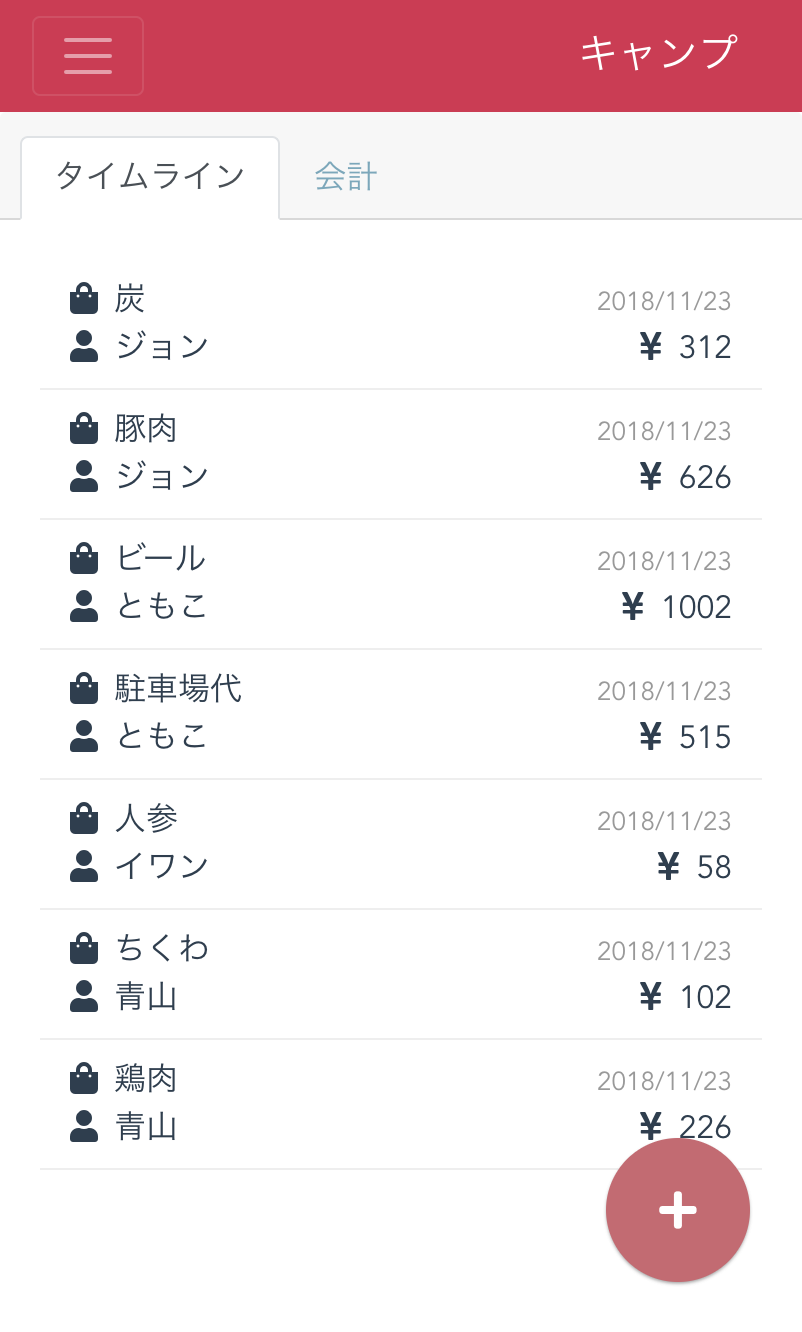 キャンプ
タイムライン 会計
炭 2018/11/23
ジョン ¥ 312
豚肉 2018/11/23
ジョン ¥ 626
ビール 2018/11/23
ともこ ¥ 1002
駐車場代 2018/11/23
ともこ ¥ 515
人参 2018/11/23
イワン ¥ 58
ちくわ 2018/11/23
青山 ¥ 102
鶏肉 2018/11/23
青山 ¥ 226